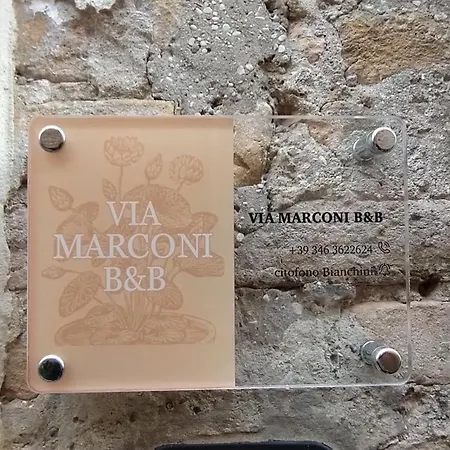 VIA
MARCONI
B&B
VIA MARCONI B&B
+39 346 3622624
citofono Bianchini